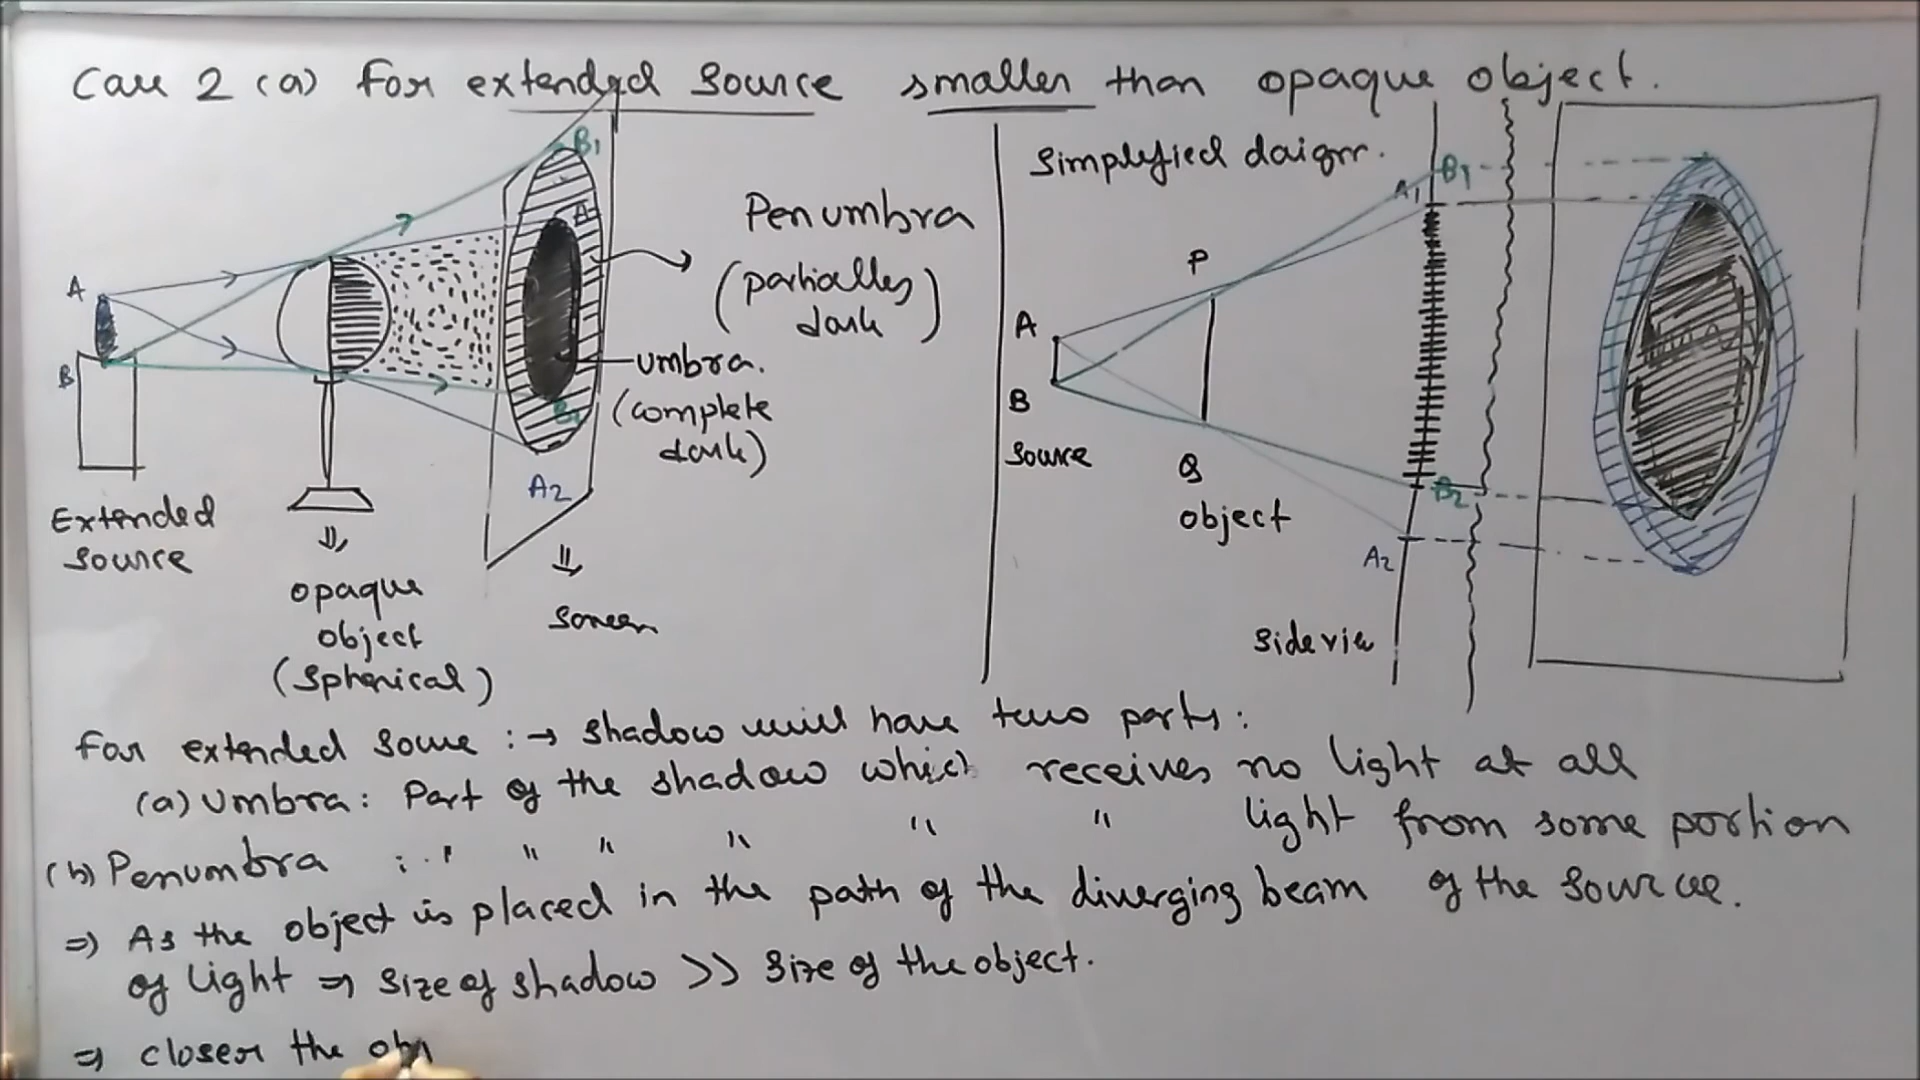 Case 2 (a) For extended source smaller than opaque object.
B1
A
Penumbra
(partially
dark)
umbra.
(complete
dark)
A
B
B2
A2
Extended
source
opaque
object
(spherical)
screen
simplyfied daigrr.
B1
A1
P
A
B
source
Q
object
B2
A2
side view
For extended source : → shadow will have two parts :
(a) Umbra : Part of the shadow which receives no light at all
(b) Penumbra : " " " " " " light from some portion
of the source.
⇒ As the object is placed in the path of the diverging beam
of light ⇒ size of shadow >> size of the object.
⇒ closer the obj